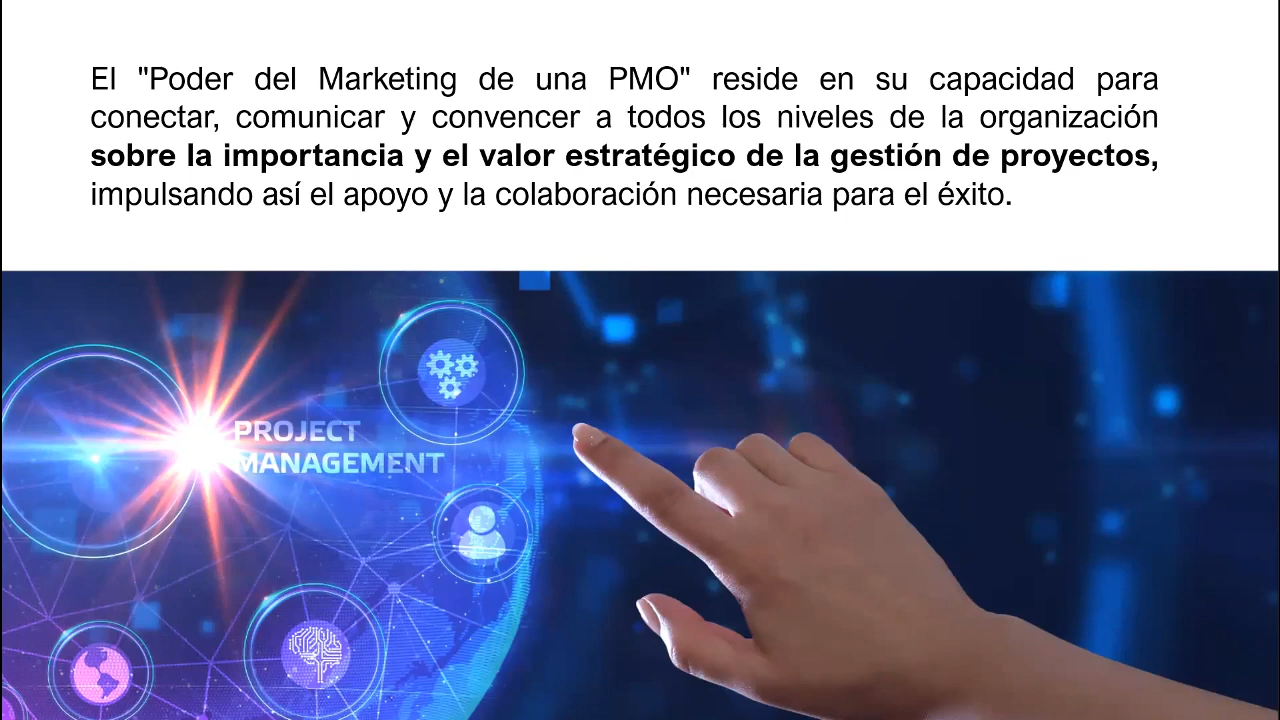 El "Poder del Marketing de una PMO" reside en su capacidad para
conectar, comunicar y convencer a todos los niveles de la organización
sobre la importancia y el valor estratégico de la gestión de proyectos,
impulsando así el apoyo y la colaboración necesaria para el éxito.
PROJECT
MANAGEMENT